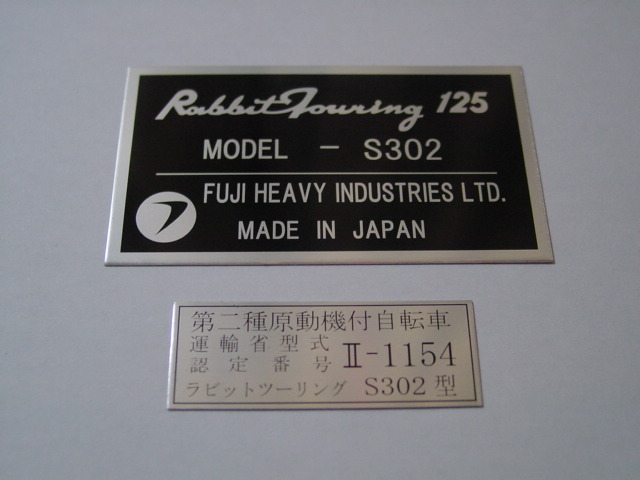 Rabbit Touring 125
MODEL - S302
FUJI HEAVY INDUSTRIES LTD.
MADE IN JAPAN
第二種原動機付自転車
運輸省型式
認定番号 Ⅱ-1154
ラビットツーリング S302型